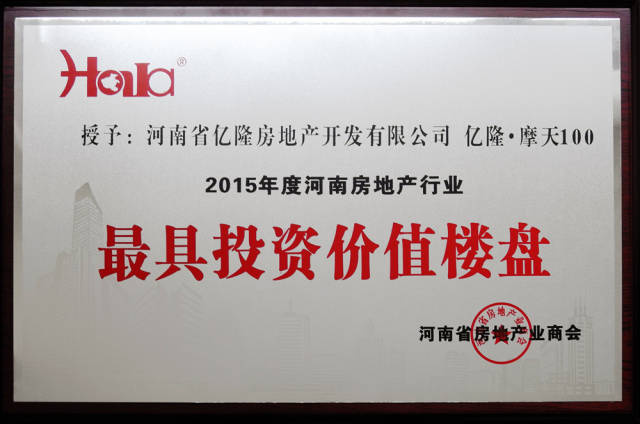 Holla®
授予：河南省亿隆房地产开发有限公司 亿隆·摩天100
2015年度河南房地产行业
最具投资价值楼盘
河南省房地产业商会